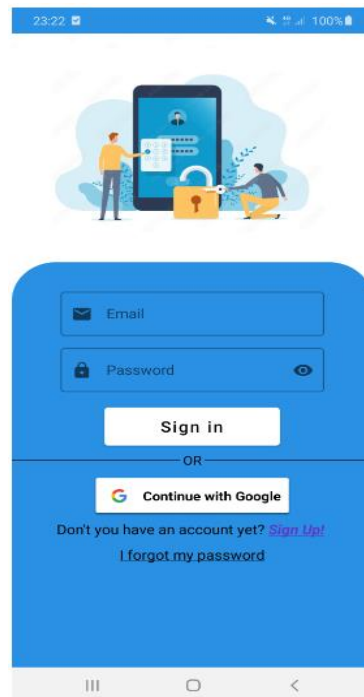 23:22 100%
Email
Password
Sign in
OR
Continue with Google
Don't you have an account yet? Sign Up!
I forgot my password